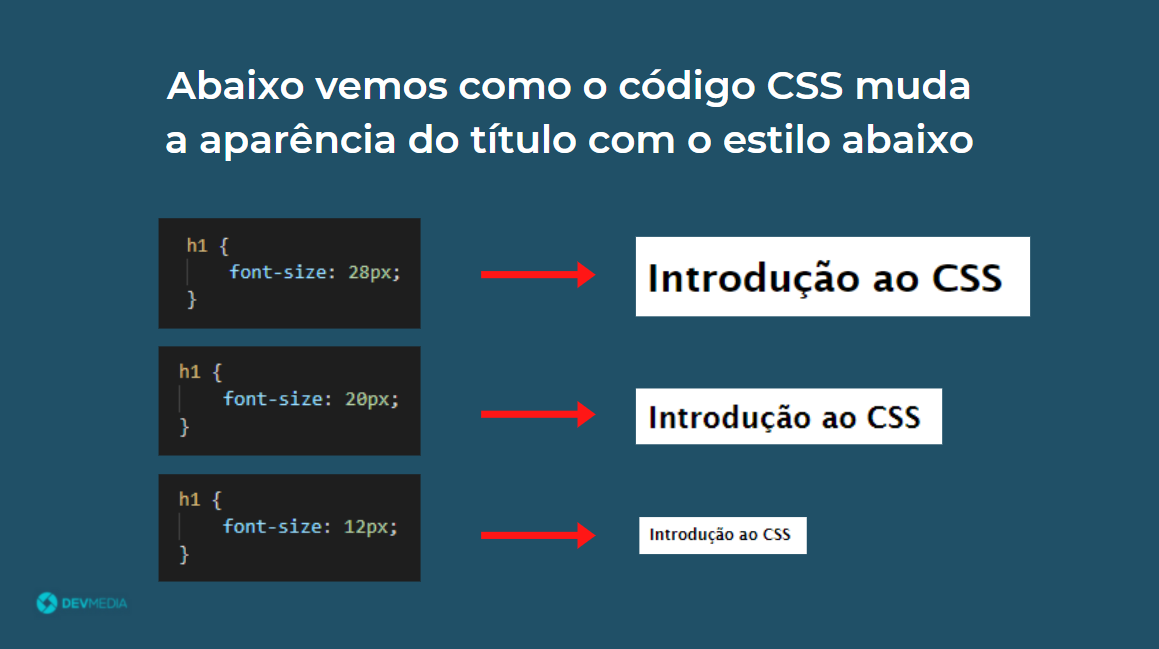 Abaixo vemos como o código CSS muda
a aparência do título com o estilo abaixo
h1 {
font-size: 28px;
}
Introdução ao CSS
h1 {
font-size: 20px;
}
Introdução ao CSS
h1 {
font-size: 12px;
}
Introdução ao CSS
DEVMEDIA